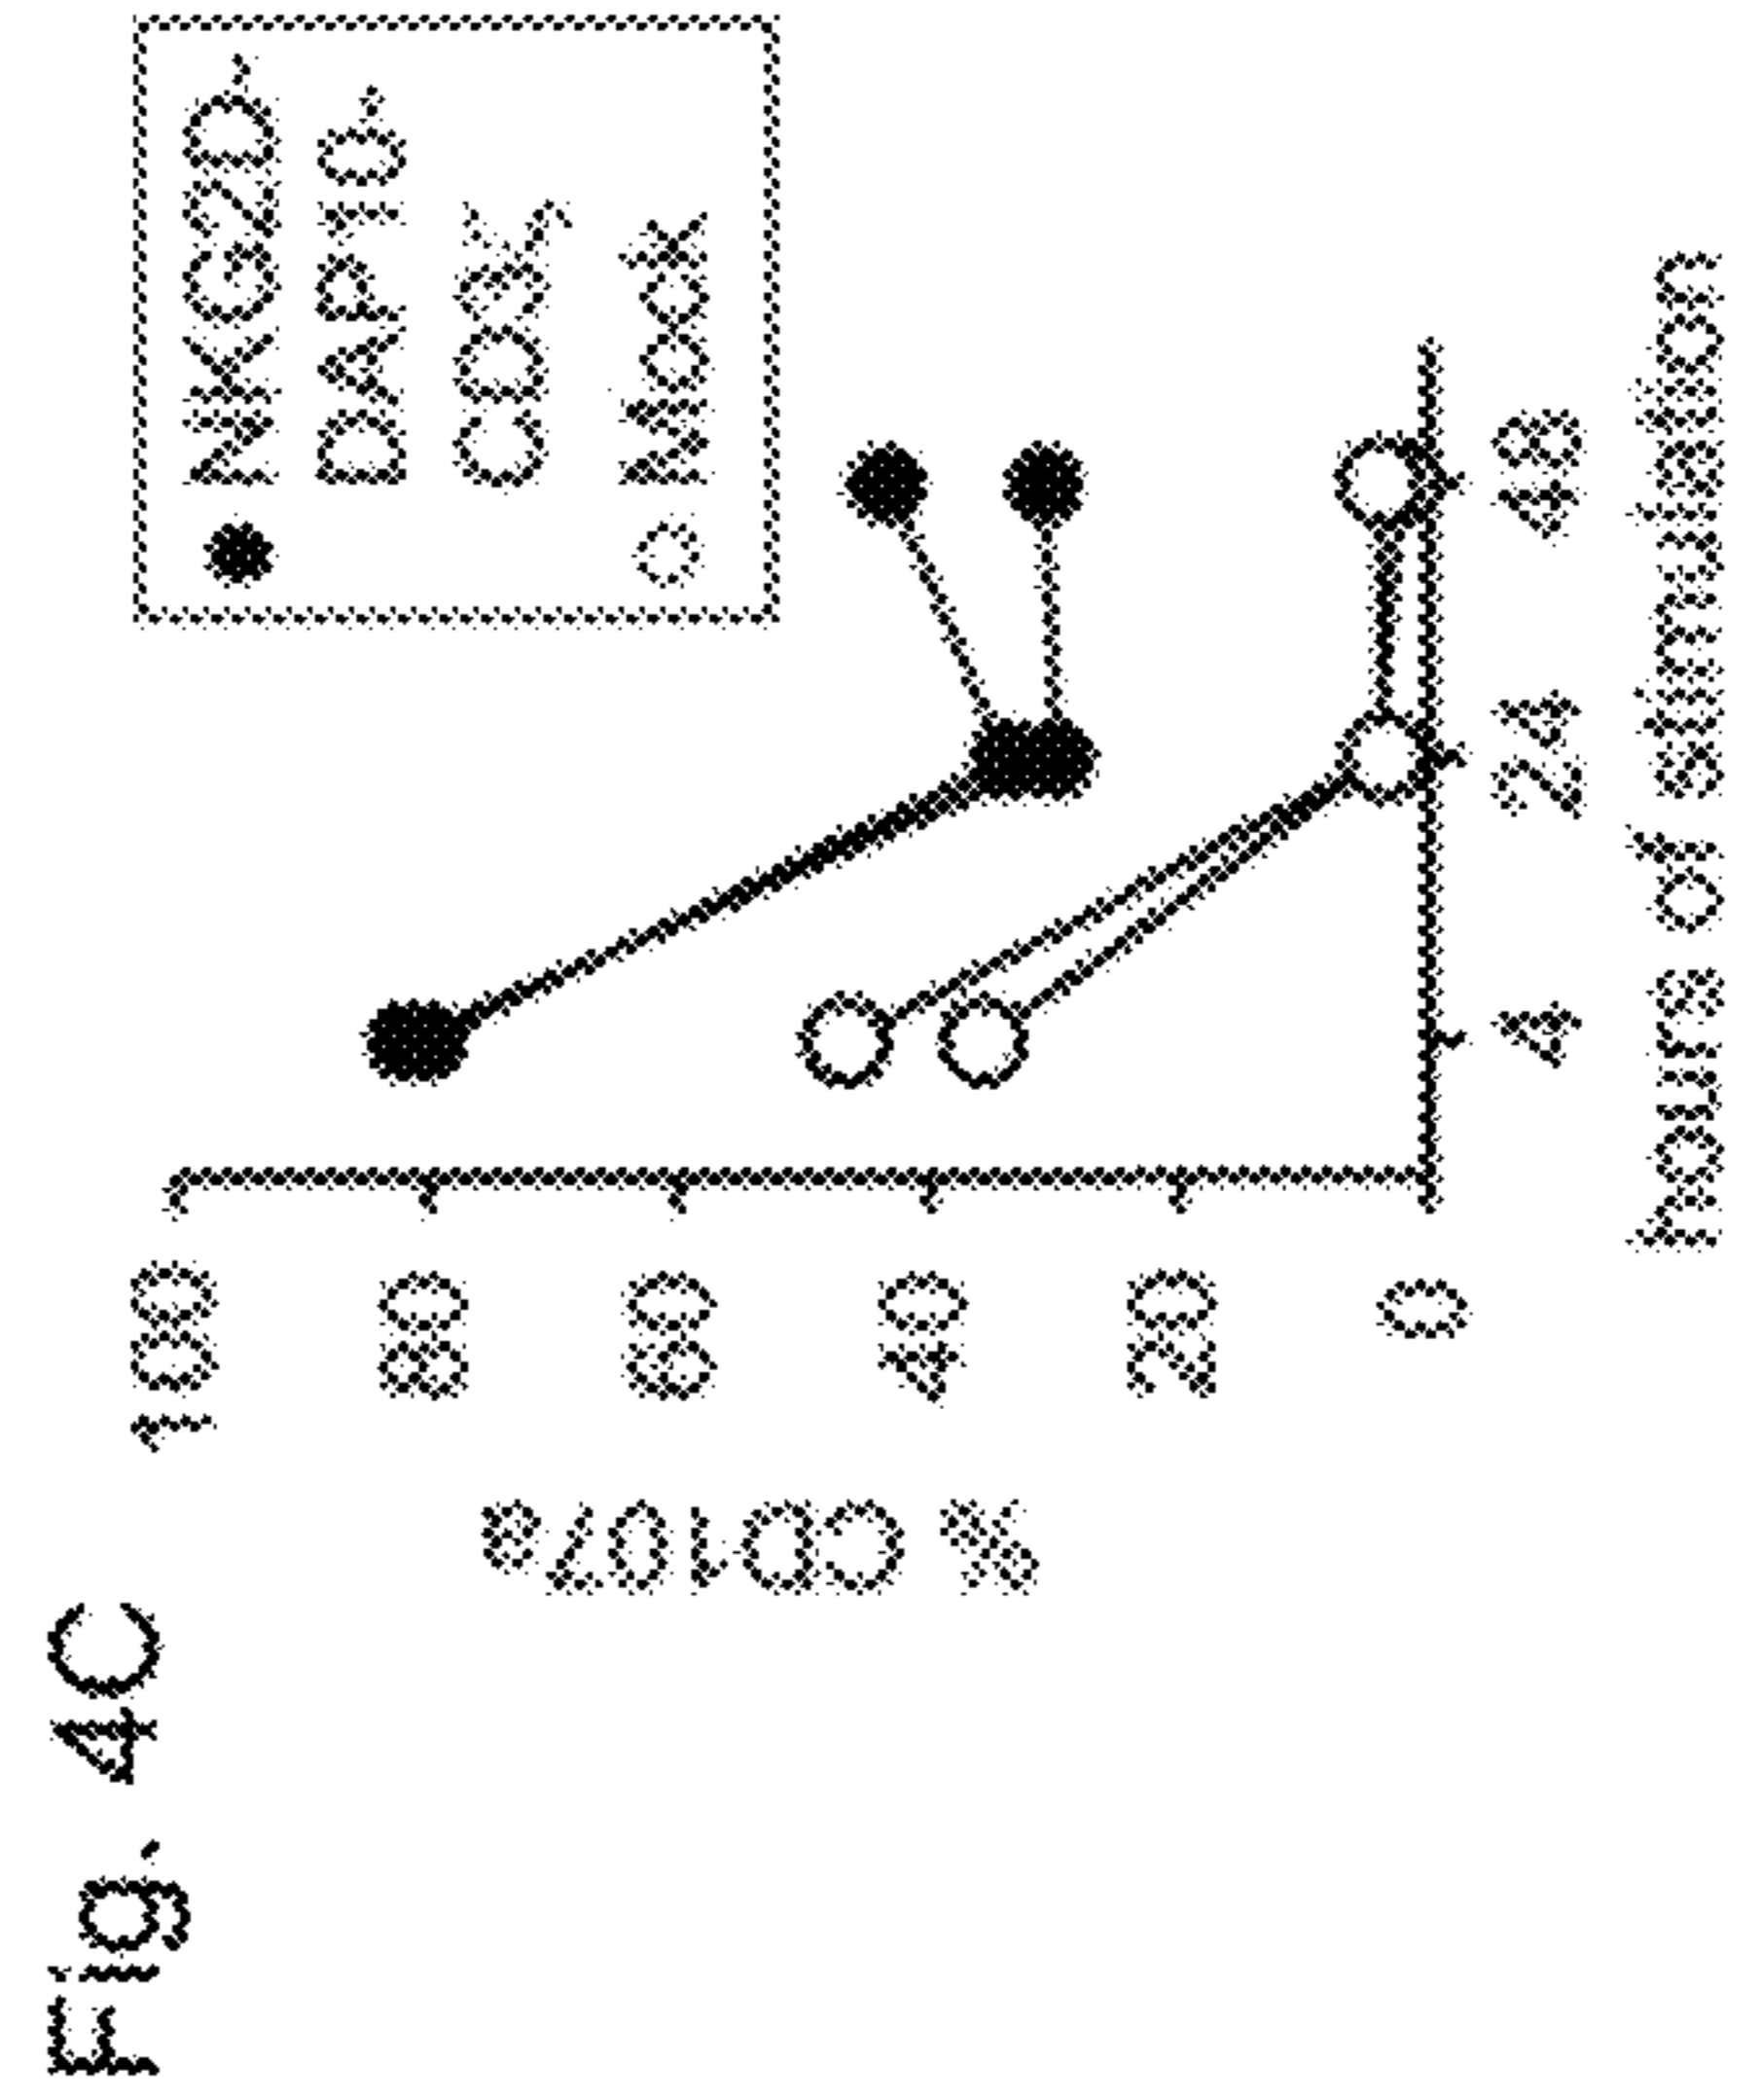 Fig. 4C
% CD107a
100
80
60
40
20
0
4
24
48
hours of stimulation
NKG2D-
DAP10-
CD3ζ
Mock